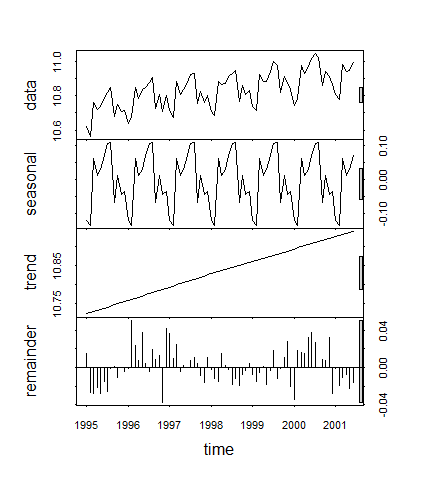 data
10.6 10.8 11.0
seasonal
-0.10 0.00 0.10
trend
10.75 10.85
remainder
-0.04 0.00 0.04
1995 1996 1997 1998 1999 2000 2001
time